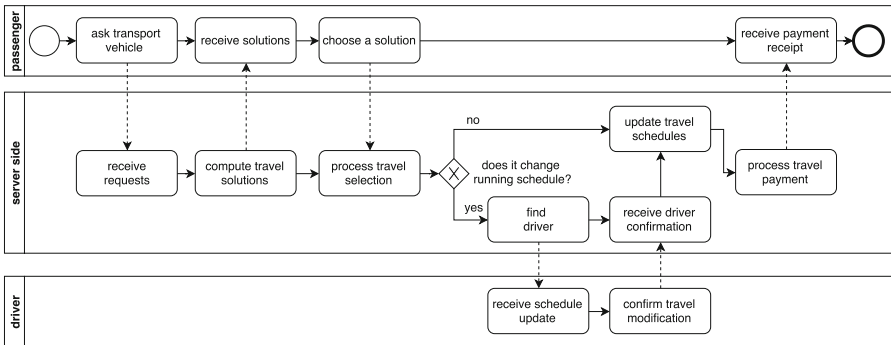 passenger
ask transport
vehicle
receive solutions
choose a solution
receive payment
receipt
server side
receive
requests
compute travel
solutions
process travel
selection
X
does it change
running schedule?
no
yes
update travel
schedules
process travel
payment
find
driver
receive driver
confirmation
driver
receive schedule
update
confirm travel
modification